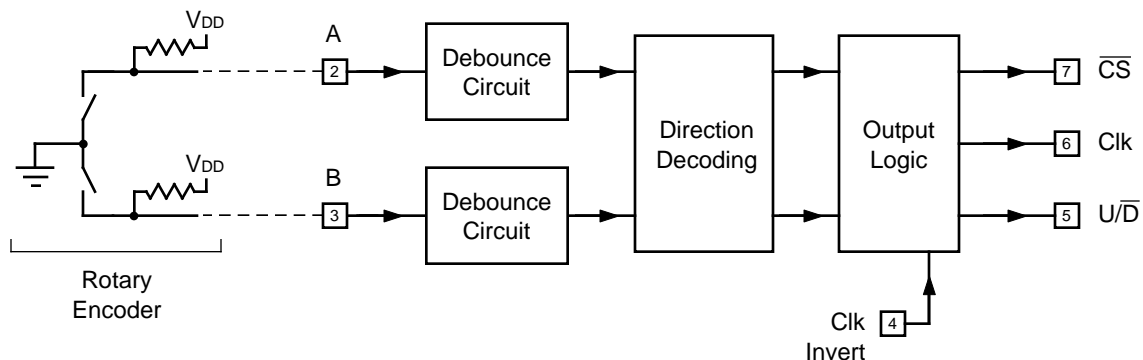 VDD
A
2
Debounce
Circuit
7
C̅S̅
Direction
Decoding
Output
Logic
6
Clk
VDD
B
3
Debounce
Circuit
5
U/D̅
Rotary
Encoder
Clk
Invert
4